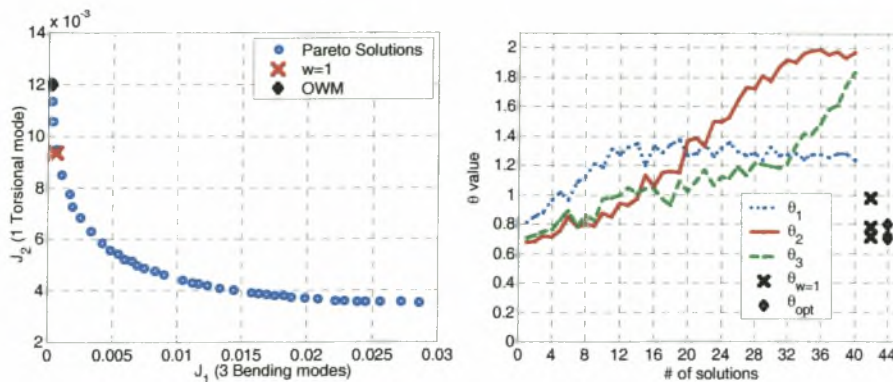 14 x 10⁻³
12
10
8
6
4
2
0
0.005
0.01
0.015
0.02
0.025
0.03
J₂ (1 Torsional mode)
J₁ (3 Bending modes)
Pareto Solutions
w=1
OWM
2
1.8
1.6
1.4
1.2
1
0.8
0.6
0.4
0.2
0
0
4
8
12
16
20
24
28
32
36
40
44
θ value
# of solutions
θ₁
θ₂
θ₃
θw=1
θopt